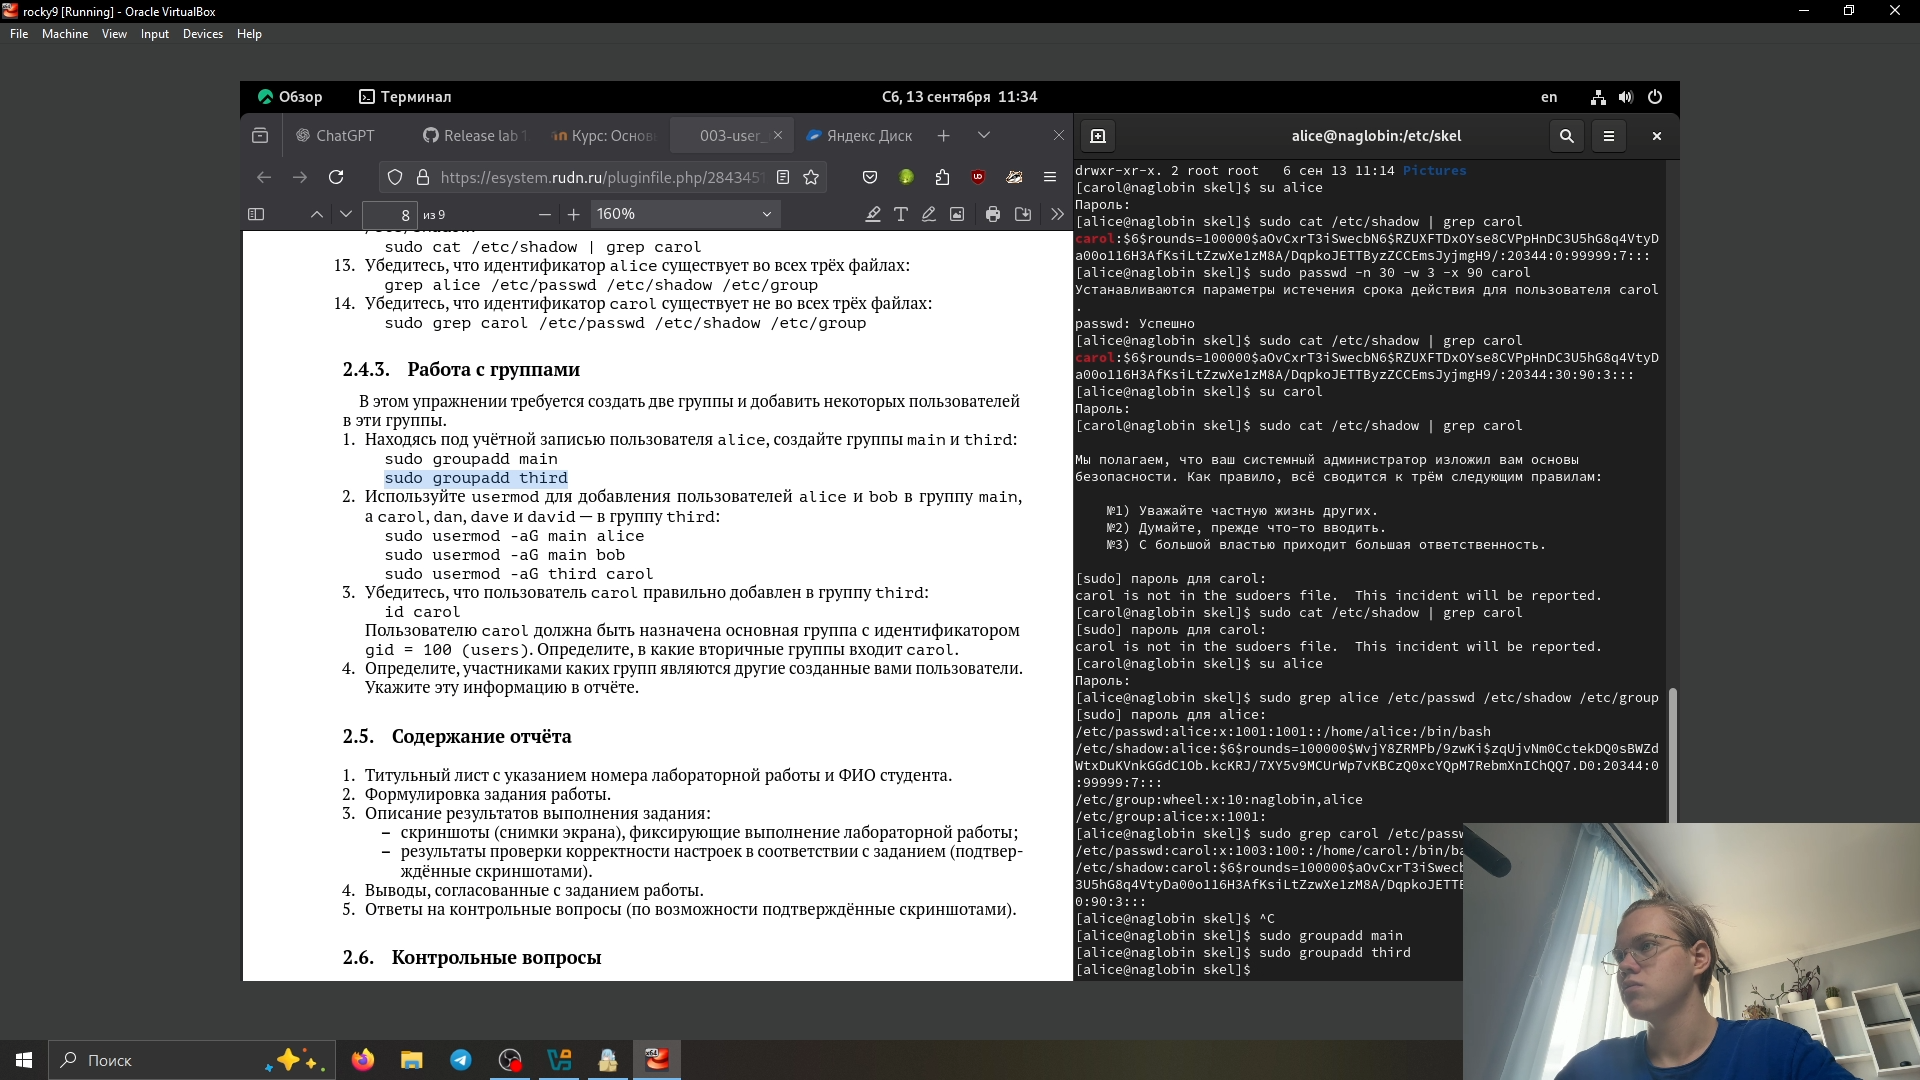 rocky9 [Running] - Oracle VirtualBox
File Machine View Input Devices Help
Обзор Терминал Сб, 13 сентября 11:34 en
ChatGPT Release lab 1 Курс: Основ 003-user_ Яндекс Диск
https://esystem.rudn.ru/pluginfile.php/2843451
8 из 9 160%
sudo cat /etc/shadow | grep carol
13. Убедитесь, что идентификатор alice существует во всех трёх файлах:
grep alice /etc/passwd /etc/shadow /etc/group
14. Убедитесь, что идентификатор carol существует не во всех трёх файлах:
sudo grep carol /etc/passwd /etc/shadow /etc/group
2.4.3. Работа с группами
В этом упражнении требуется создать две группы и добавить некоторых пользователей
в эти группы.
1. Находясь под учётной записью пользователя alice, создайте группы main и third:
sudo groupadd main
sudo groupadd third
2. Используйте usermod для добавления пользователей alice и bob в группу main,
а carol, dan, dave и david — в группу third:
sudo usermod -aG main alice
sudo usermod -aG main bob
sudo usermod -aG third carol
3. Убедитесь, что пользователь carol правильно добавлен в группу third:
id carol
Пользователю carol должна быть назначена основная группа с идентификатором
gid = 100 (users). Определите, в какие вторичные группы входит carol.
4. Определите, участниками каких групп являются другие созданные вами пользователи.
Укажите эту информацию в отчёте.
2.5. Содержание отчёта
1. Титульный лист с указанием номера лабораторной работы и ФИО студента.
2. Формулировка задания работы.
3. Описание результатов выполнения задания:
– скриншоты (снимки экрана), фиксирующие выполнение лабораторной работы;
– результаты проверки корректности настроек в соответствии с заданием (подтвер-
ждённые скриншотами).
4. Выводы, согласованные с заданием работы.
5. Ответы на контрольные вопросы (по возможности подтверждённые скриншотами).
2.6. Контрольные вопросы
alice@naglobin:/etc/skel
drwxr-xr-x. 2 root root 6 сен 13 11:14 Pictures
[carol@naglobin skel]$ su alice
Пароль:
[alice@naglobin skel]$ sudo cat /etc/shadow | grep carol
carol:$6$rounds=100000$aOvCxrT3iSwecbN6$RZUXFTDxOYse8CVPpHnDC3U5hG8q4VtyD
a00o116H3AfKsiLtZzwXe1zM8A/DqpkoJETTByzZCCEmsJyjmgH9/:20344:0:99999:7:::
[alice@naglobin skel]$ sudo passwd -n 30 -w 3 -x 90 carol
Устанавливаются параметры истечения срока действия для пользователя carol
.
passwd: Успешно
[alice@naglobin skel]$ sudo cat /etc/shadow | grep carol
carol:$6$rounds=100000$aOvCxrT3iSwecbN6$RZUXFTDxOYse8CVPpHnDC3U5hG8q4VtyD
a00o116H3AfKsiLtZzwXe1zM8A/DqpkoJETTByzZCCEmsJyjmgH9/:20344:30:90:3:::
[alice@naglobin skel]$ su carol
Пароль:
[carol@naglobin skel]$ sudo cat /etc/shadow | grep carol
Мы полагаем, что ваш системный администратор изложил вам основы
безопасности. Как правило, всё сводится к трём следующим правилам:
№1) Уважайте частную жизнь других.
№2) Думайте, прежде что-то вводить.
№3) С большой властью приходит большая ответственность.
[sudo] пароль для carol:
carol is not in the sudoers file. This incident will be reported.
[carol@naglobin skel]$ sudo cat /etc/shadow | grep carol
[sudo] пароль для carol:
carol is not in the sudoers file. This incident will be reported.
[carol@naglobin skel]$ su alice
Пароль:
[alice@naglobin skel]$ sudo grep alice /etc/passwd /etc/shadow /etc/group
[sudo] пароль для alice:
/etc/passwd:alice:x:1001:1001::/home/alice:/bin/bash
/etc/shadow:alice:$6$rounds=100000$WvjY8ZRMPb/9zwKi$zqUjvNm0CctekDQ0sBWZd
WtxDuKVnkGGdC1Ob.kcKRJ/7XY5v9MCUrWp7vKBCzQ0xcYQpM7RebmXnIChQQ7.D0:20344:0
:99999:7:::
/etc/group:wheel:x:10:naglobin,alice
/etc/group:alice:x:1001:
[alice@naglobin skel]$ sudo grep carol /etc/passw
/etc/passwd:carol:x:1003:100::/home/carol:/bin/ba
/etc/shadow:carol:$6$rounds=100000$aOvCxrT3iSwecb
3U5hG8q4VtyDa00o116H3AfKsiLtZzwXe1zM8A/DqpkoJETTB
0:90:3:::
[alice@naglobin skel]$ ^C
[alice@naglobin skel]$ sudo groupadd main
[alice@naglobin skel]$ sudo groupadd third
[alice@naglobin skel]$
Поиск